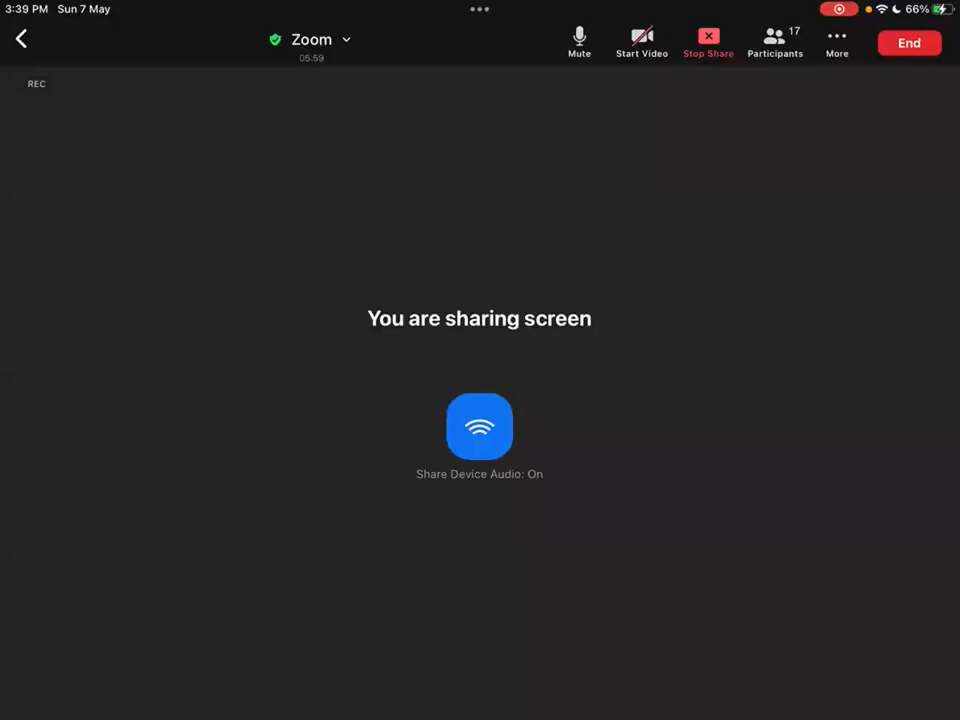 3:39 PM Sun 7 May
66%
Zoom
05:59
Mute
Start Video
Stop Share
17
Participants
More
End
REC
You are sharing screen
Share Device Audio: On